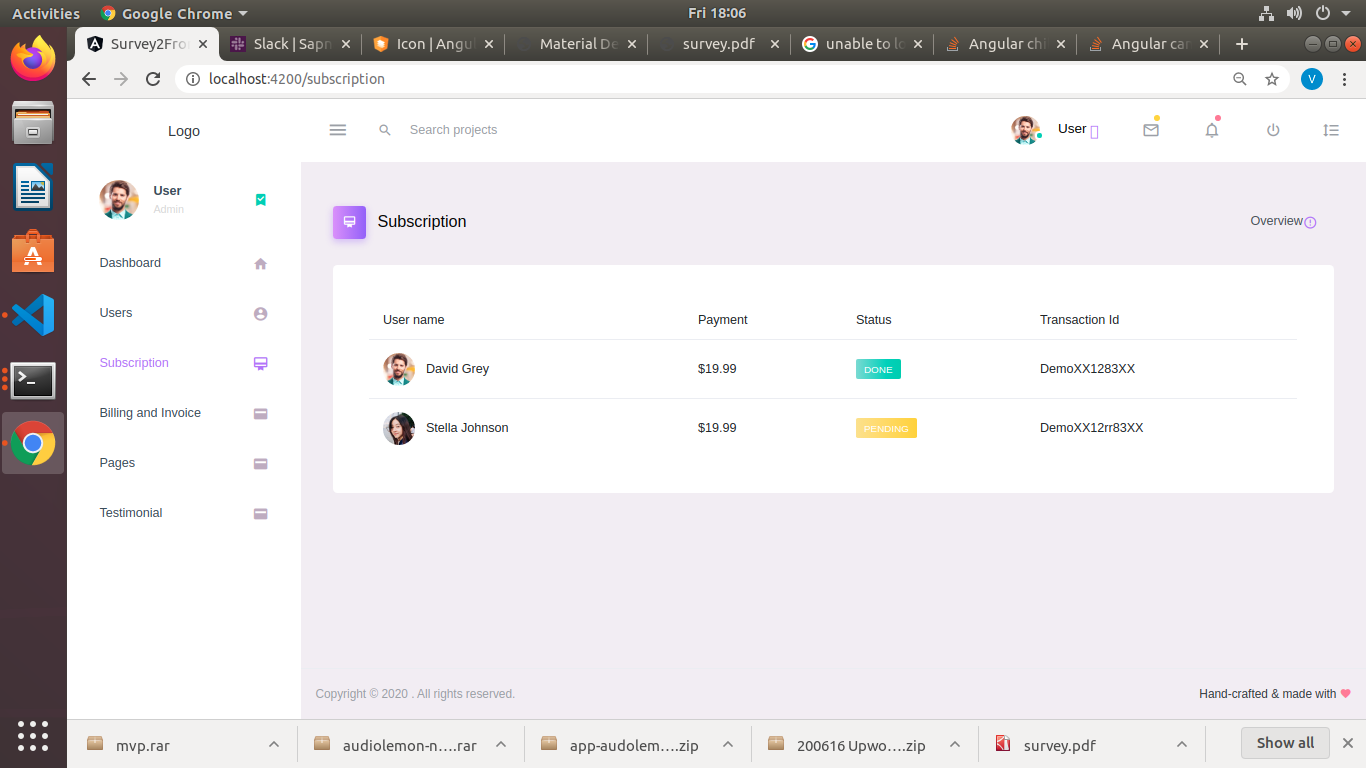 Activities Google Chrome Fri 18:06
Survey2Fro Slack | Sapn Icon | Angul Material De survey.pdf unable to lo Angular chi Angular car
localhost:4200/subscription V
Logo Search projects User
User
Admin
Subscription Overview
Dashboard
Users
Subscription
Billing and Invoice
Pages
Testimonial
User name Payment Status Transaction Id
David Grey $19.99 DONE DemoXX1283XX
Stella Johnson $19.99 PENDING DemoXX12rr83XX
Copyright © 2020 . All rights reserved. Hand-crafted & made with
mvp.rar audiolemon-n....rar app-audolem....zip 200616 Upwo....zip survey.pdf Show all